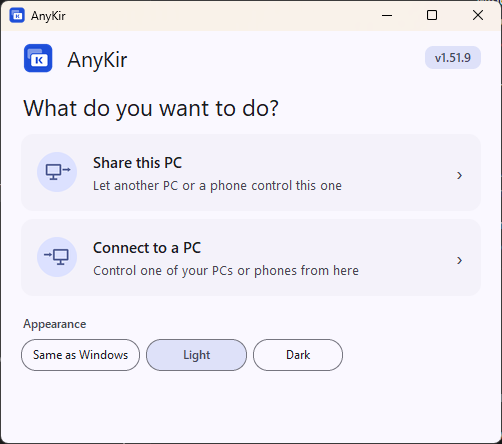 AnyKir
AnyKir
v1.51.9
What do you want to do?
Share this PC
Let another PC or a phone control this one
Connect to a PC
Control one of your PCs or phones from here
Appearance
Same as Windows
Light
Dark